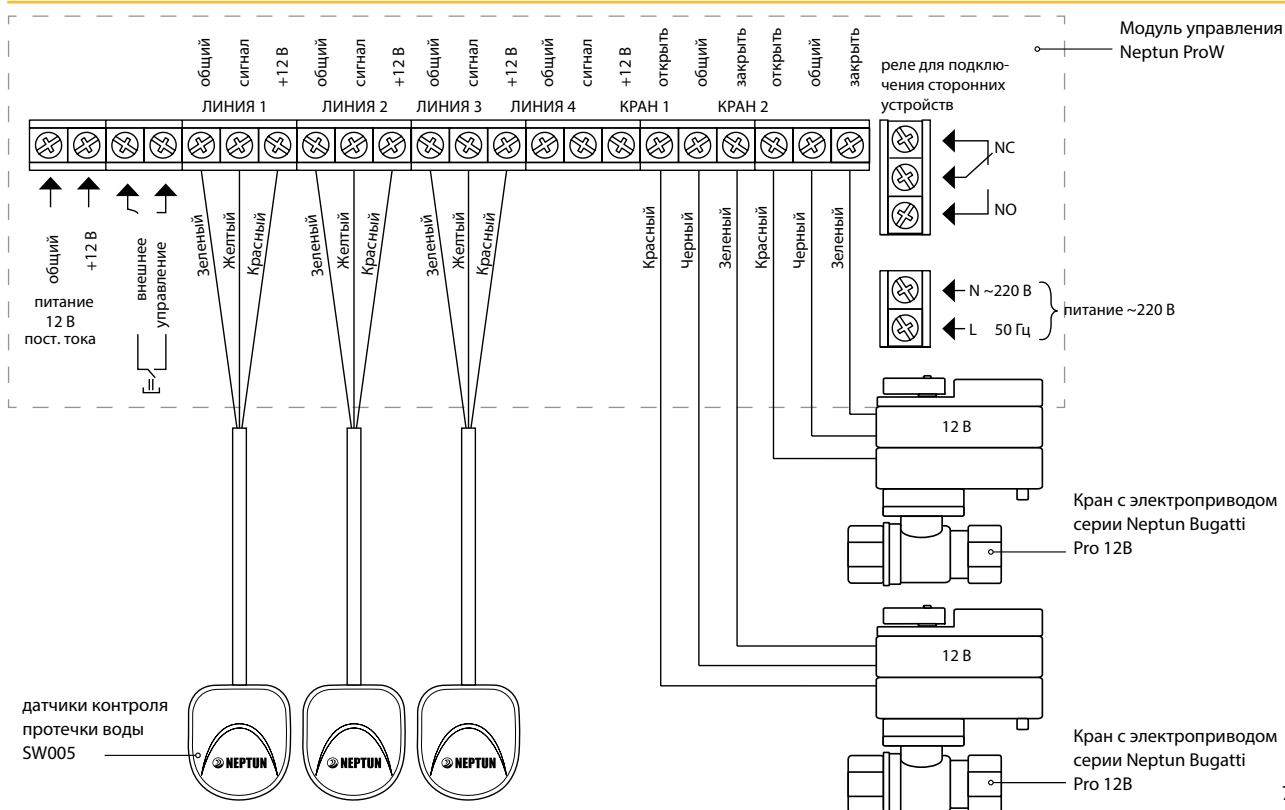 Модуль управления
Neptun ProW
общий
сигнал
+12 В
общий
сигнал
+12 В
общий
сигнал
+12 В
общий
сигнал
+12 В
открыть
общий
закрыть
открыть
общий
закрыть
реле для подклю-
чения сторонних
устройств
ЛИНИЯ 1
ЛИНИЯ 2
ЛИНИЯ 3
ЛИНИЯ 4
КРАН 1
КРАН 2
NC
NO
общий
+12 В
питание
12 В
пост. тока
внешнее
управление
Зеленый
Желтый
Красный
Зеленый
Желтый
Красный
Зеленый
Желтый
Красный
Красный
Черный
Зеленый
Красный
Черный
Зеленый
N ~220 В
L 50 Гц
питание ~220 В
12 В
Кран с электроприводом
серии Neptun Bugatti
Pro 12В
12 В
датчики контроля
протечки воды
SW005
NEPTUN
NEPTUN
NEPTUN
Кран с электроприводом
серии Neptun Bugatti
Pro 12В